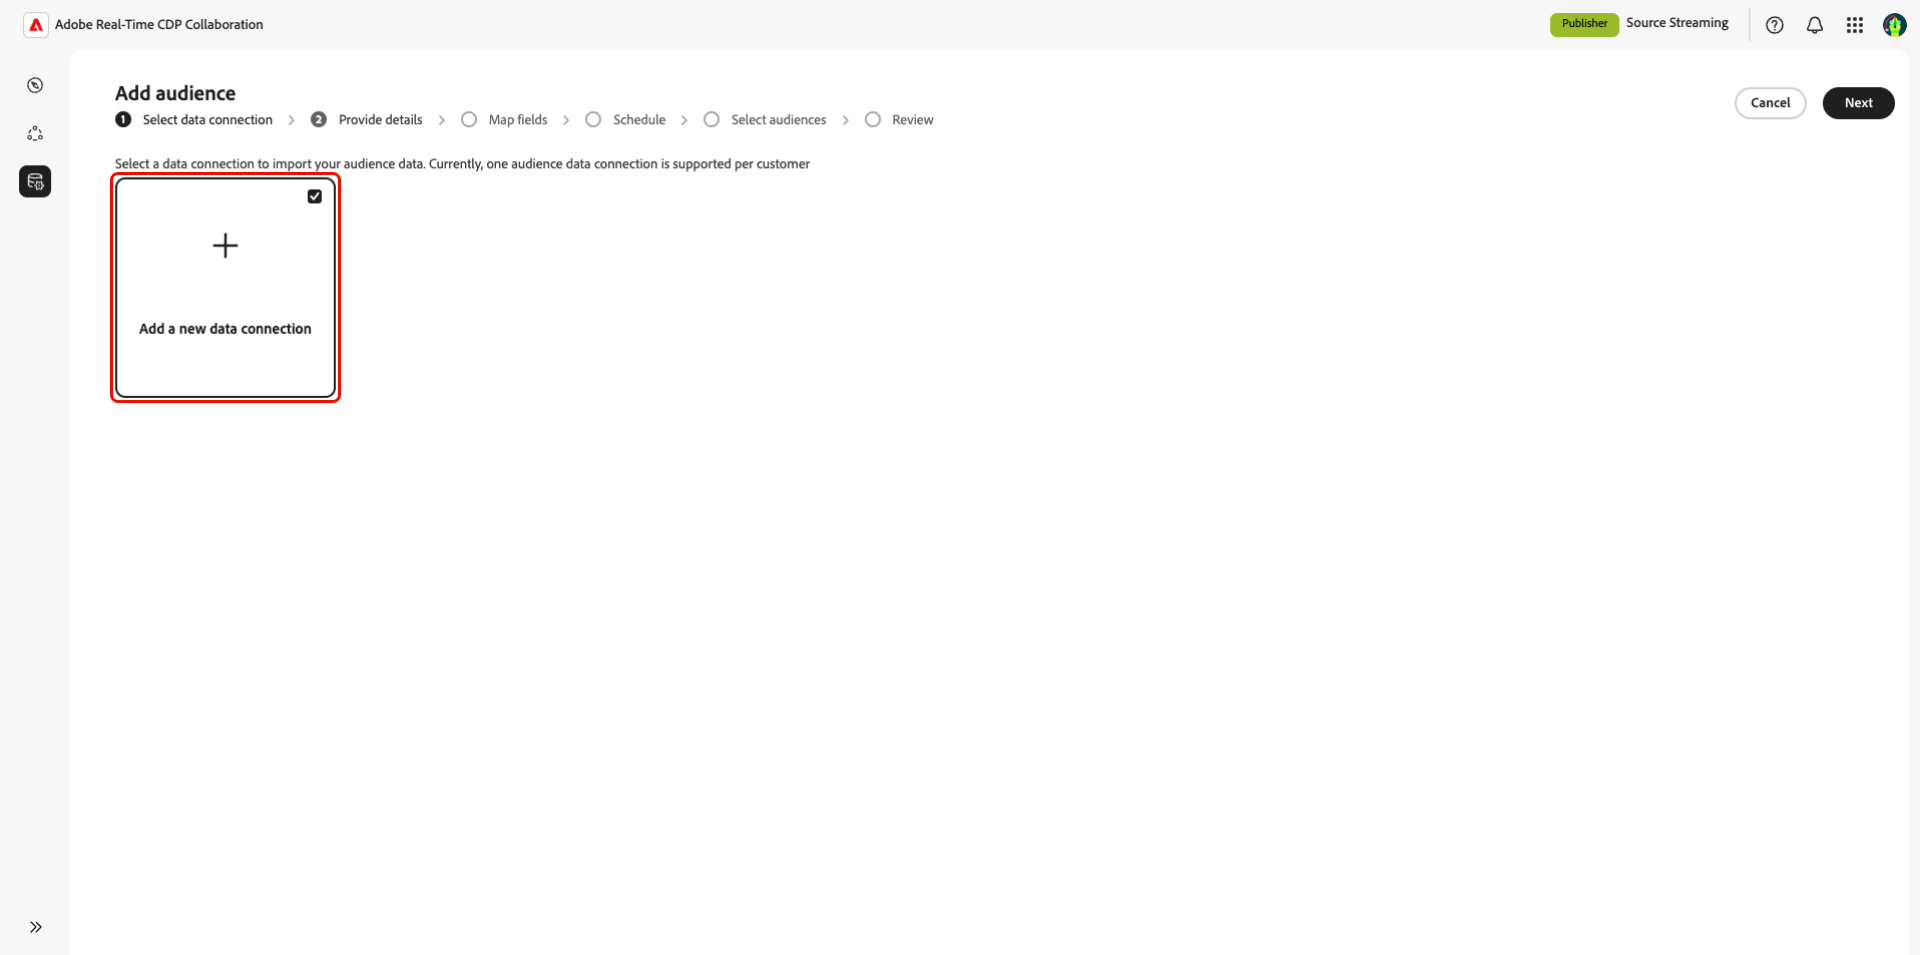 Adobe Real-Time CDP Collaboration
Publisher Source Streaming
Add audience
Cancel
Next
1 Select data connection
2 Provide details
Map fields
Schedule
Select audiences
Review
Select a data connection to import your audience data. Currently, one audience data connection is supported per customer
Add a new data connection